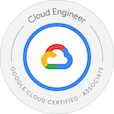 Cloud Engineer
GOOGLE CLOUD CERTIFIED · ASSOCIATE